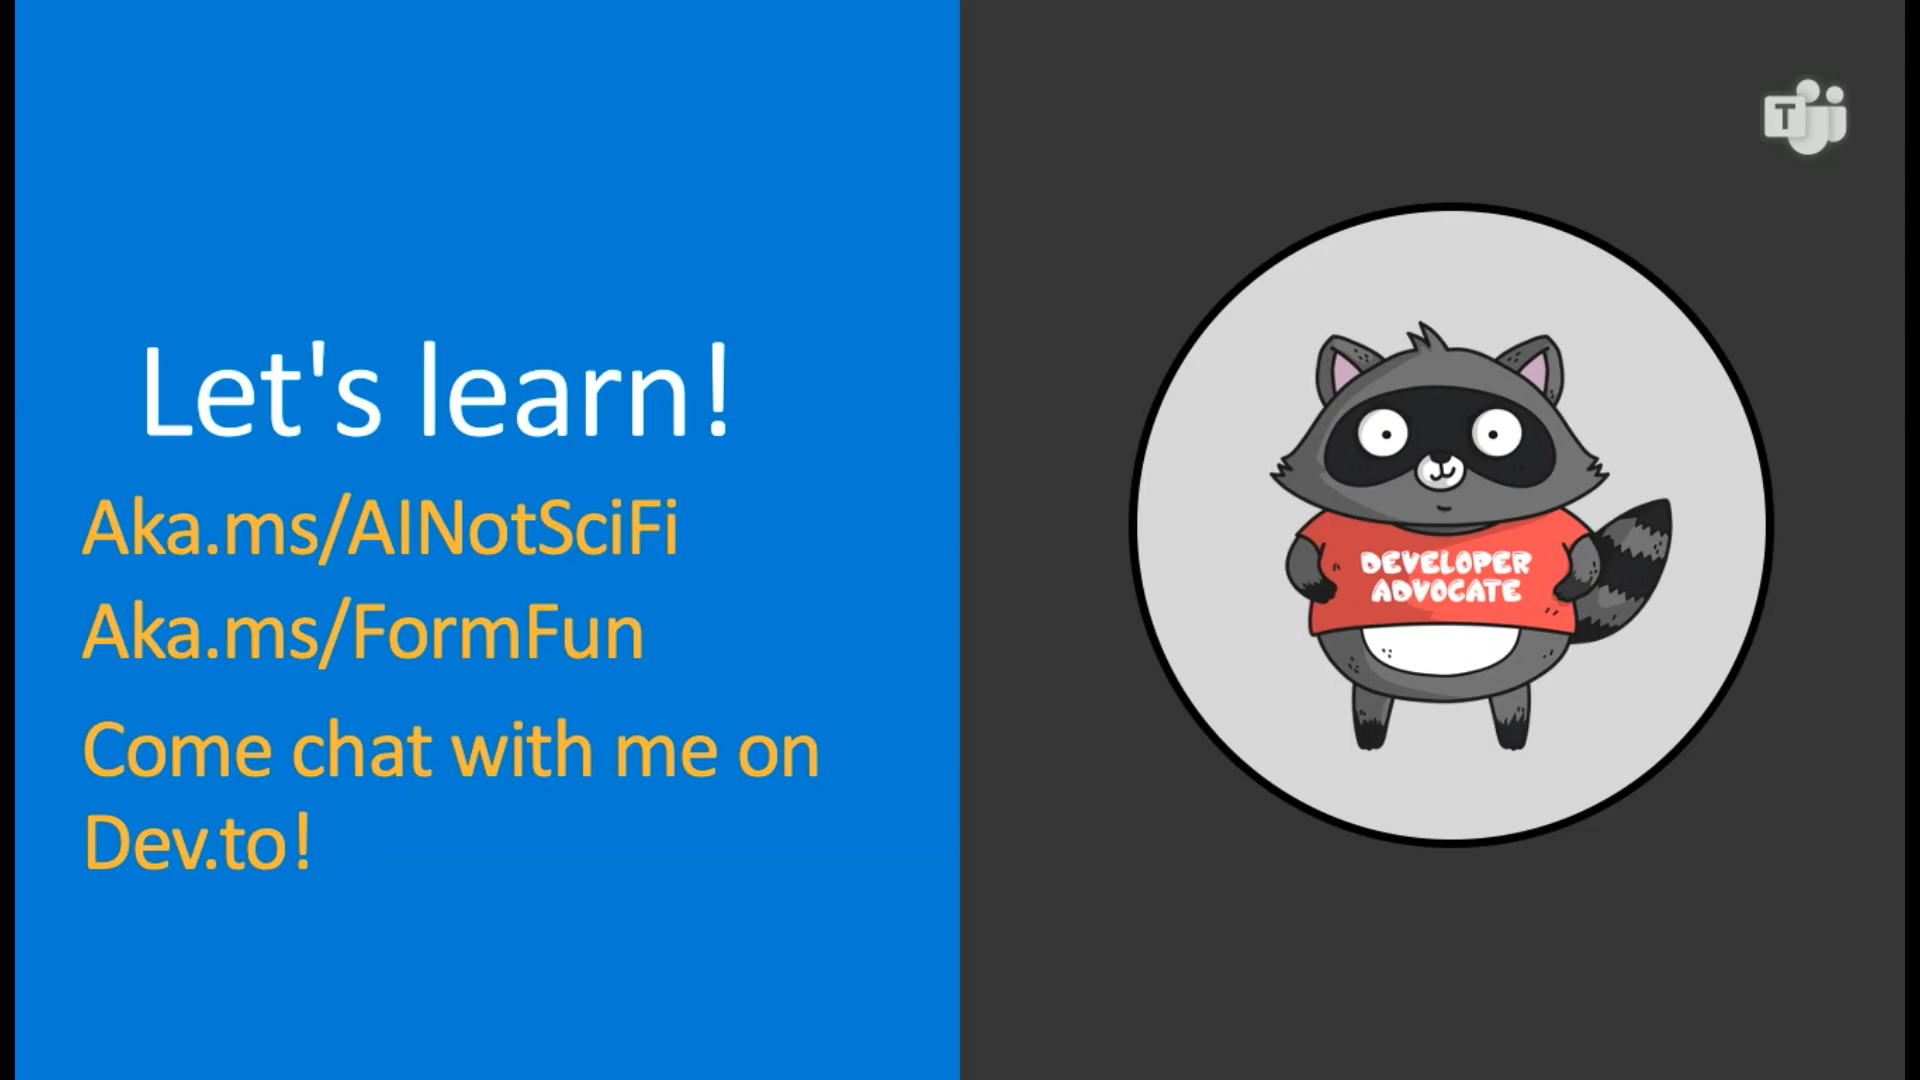 Let's learn!
Aka.ms/AINotSciFi
Aka.ms/FormFun
Come chat with me on
Dev.to!
T
DEVELOPER
ADVOCATE